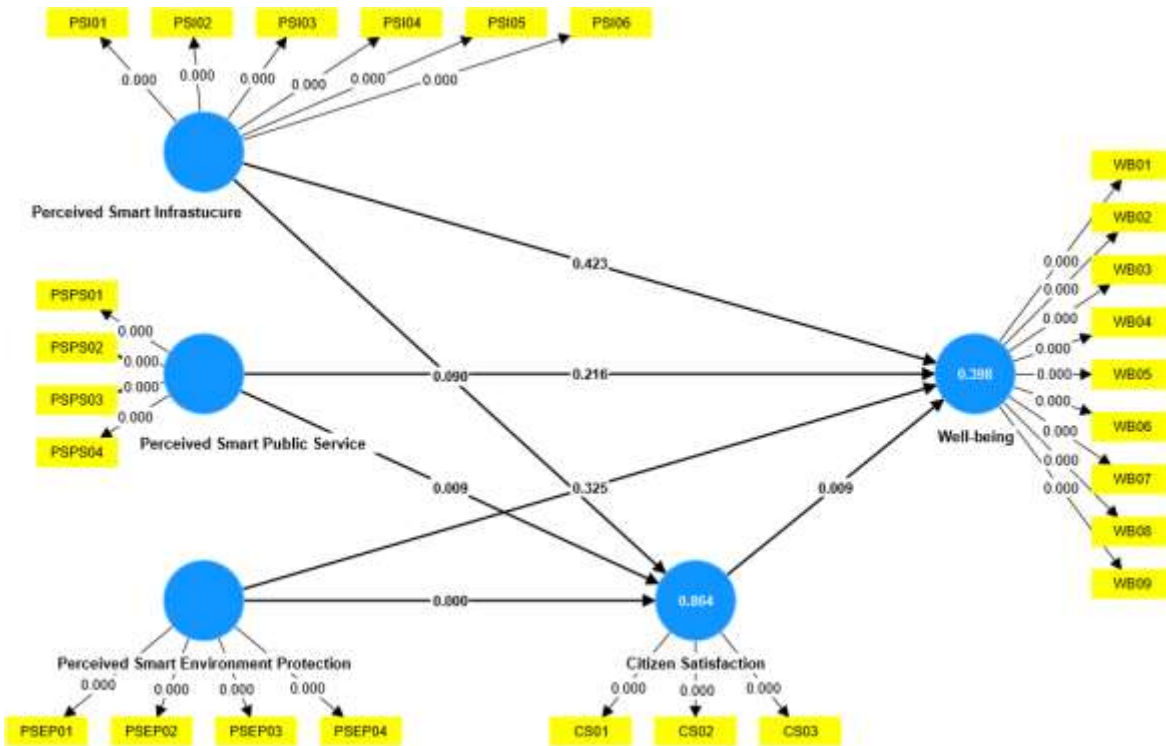 PSI01 PSI02 PSI03 PSI04 PSI05 PSI06
0.000 0.000 0.000 0.000 0.000 0.000
Perceived Smart Infrastucure
WB01
WB02
WB03
WB04
WB05
WB06
WB07
WB08
WB09
0.000
0.000
0.000
0.000
0.000
0.000
0.000
0.000
0.000
0.423
PSPS01
PSPS02
PSPS03
PSPS04
0.000
0.000
0.000
0.000
Perceived Smart Public Service
0.090
0.216
0.398
Well-being
0.009
0.325
0.009
0.000
0.864
Perceived Smart Environment Protection
0.000 0.000 0.000 0.000
PSEP01 PSEP02 PSEP03 PSEP04
Citizen Satisfaction
0.000 0.000 0.000
CS01 CS02 CS03